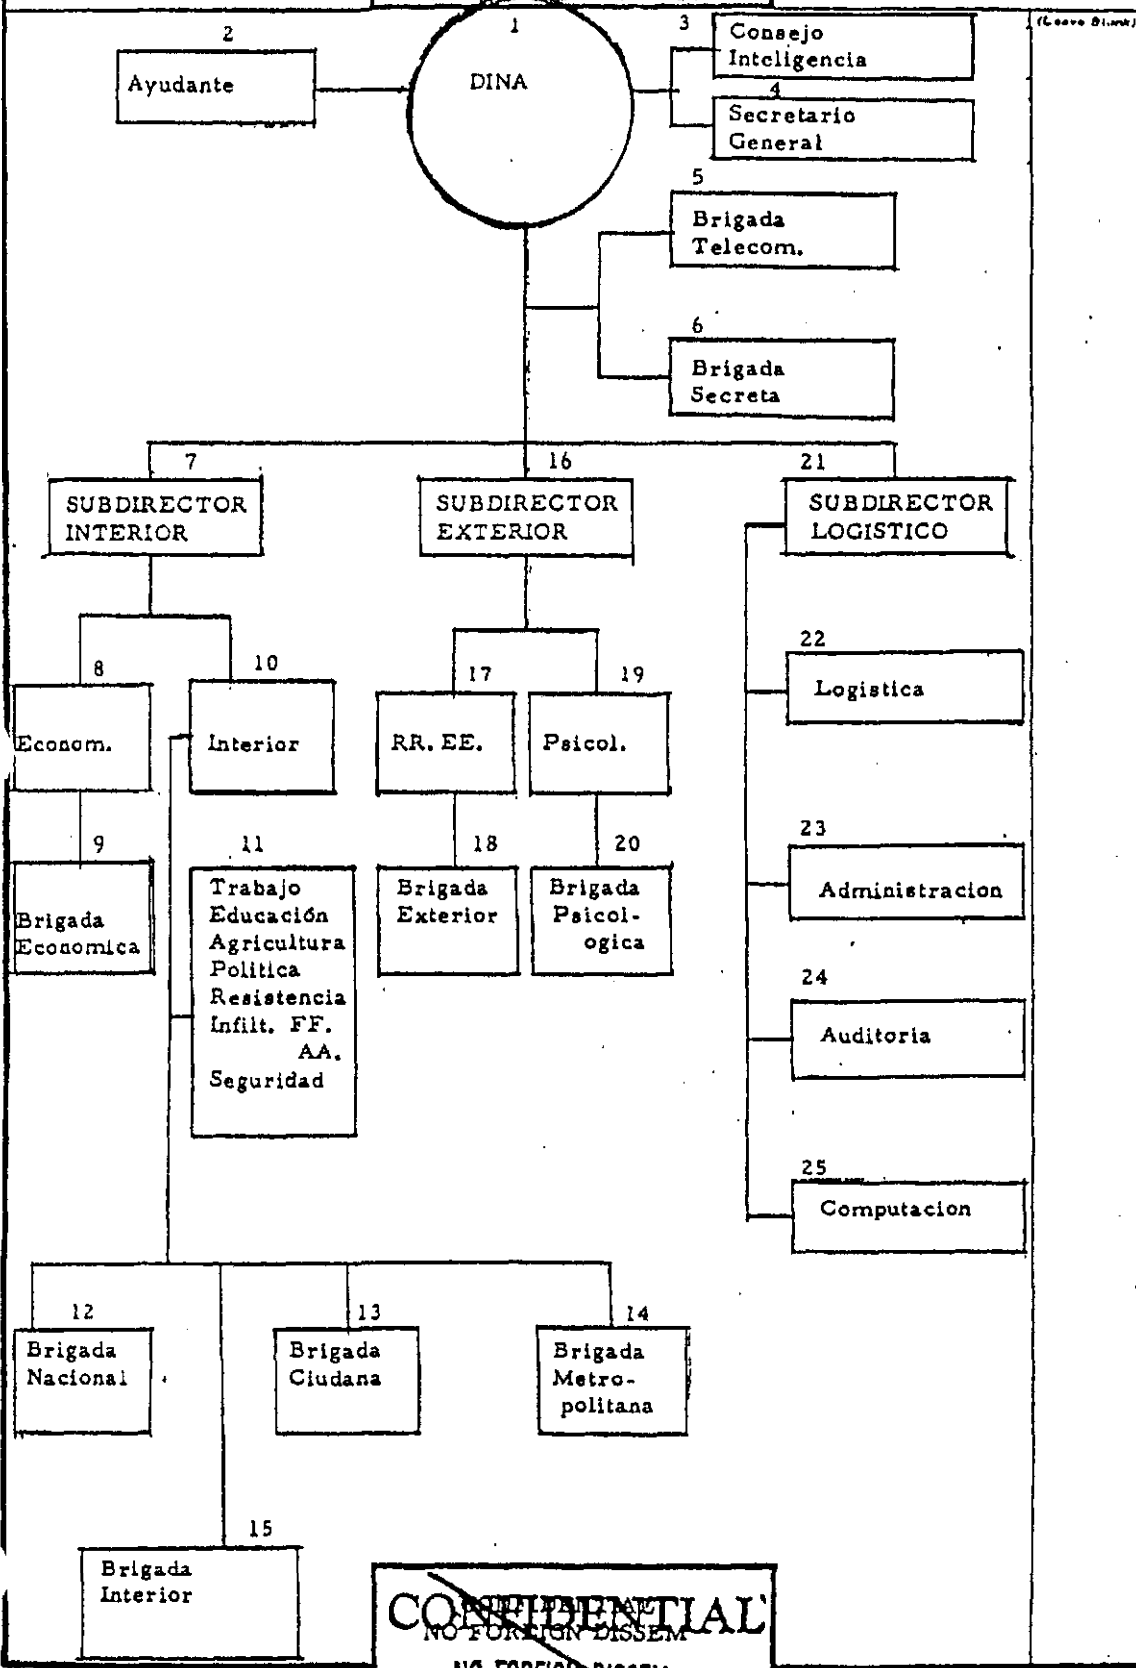 1
2
3
(Leave Blank)
Consejo
Inteligencia
Ayudante
DINA
4
Secretario
General
5
Brigada
Telecom.
6
Brigada
Secreta
7
16
21
SUBDIRECTOR
INTERIOR
SUBDIRECTOR
EXTERIOR
SUBDIRECTOR
LOGISTICO
8
10
17
19
22
Econom.
Interior
RR. EE.
Psicol.
Logistica
9
11
18
20
23
Brigada
Economica
Trabajo
Educación
Agricultura
Politica
Resistencia
Infilt. FF.
AA.
Seguridad
Brigada
Exterior
Brigada
Psicol-
ogica
Administracion
24
Auditoria
25
Computacion
12
13
14
Brigada
Nacional
Brigada
Ciudana
Brigada
Metro-
politana
15
Brigada
Interior
CONFIDENTIAL
CONFIDENTIAL
NO FOREIGN DISSEM
NO FOREIGN DISSEM